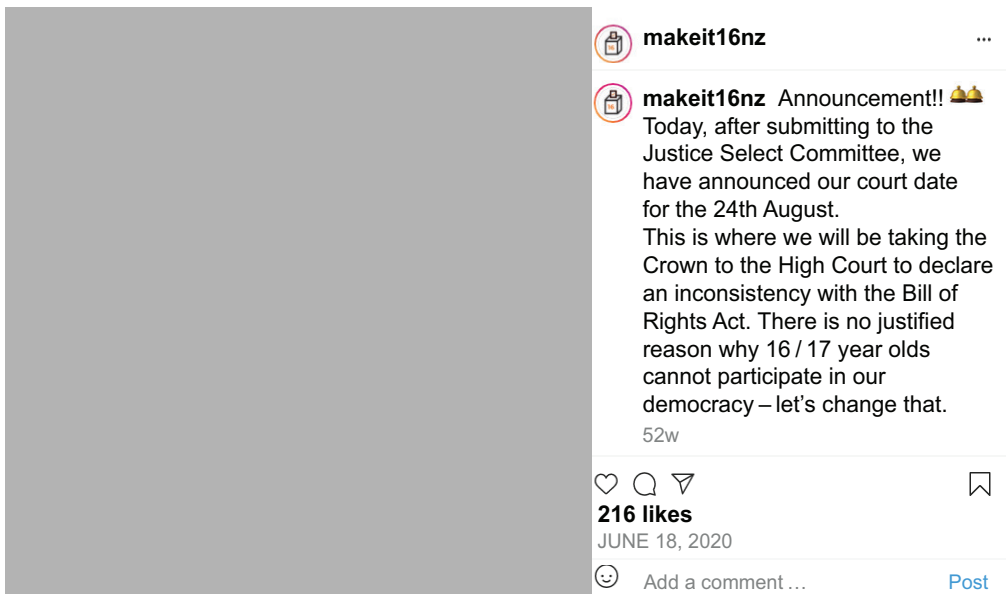 makeit16nz
makeit16nz Announcement!! 🛎️🛎️
Today, after submitting to the
Justice Select Committee, we
have announced our court date
for the 24th August.
This is where we will be taking the
Crown to the High Court to declare
an inconsistency with the Bill of
Rights Act. There is no justified
reason why 16 / 17 year olds
cannot participate in our
democracy – let’s change that.
52w
216 likes
JUNE 18, 2020
Add a comment …
Post